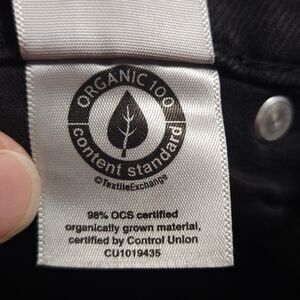 ORGANIC 100
content standard
©TextileExchange
98% OCS certified
organically grown material,
certified by Control Union
CU1019435